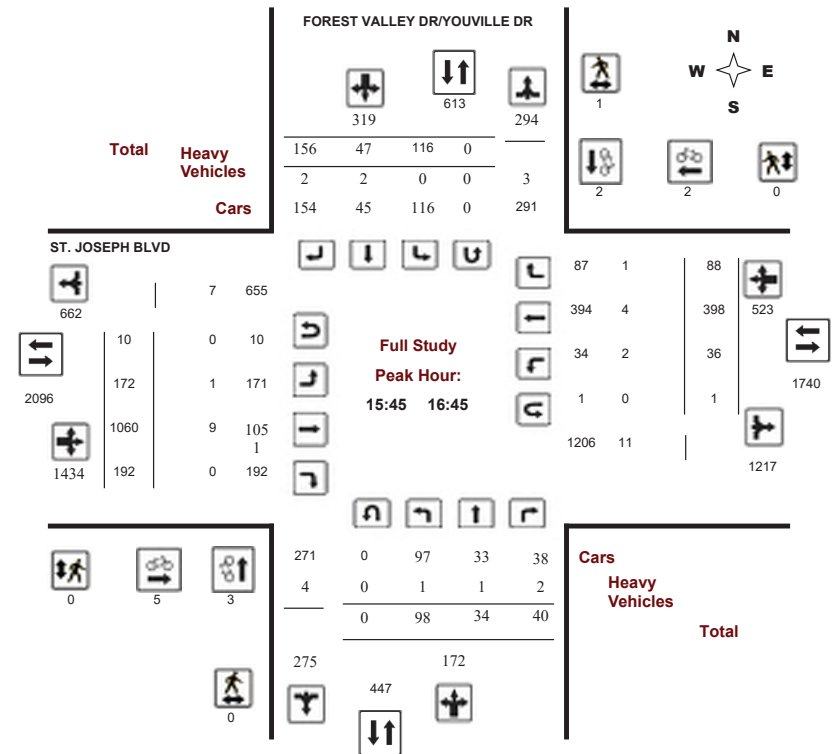 FOREST VALLEY DR/YOUVILLE DR
N
W E
S
613
1
319 294
Total Heavy Vehicles
156 47 116 0
2 2 0 0 3
Cars 154 45 116 0 291
2 2 0
ST. JOSEPH BLVD
662 7 655
87 1 88
523
10 0 10
394 4 398
2096
Full Study
Peak Hour:
15:45 16:45
172 1 171
34 2 36
1740
1 0 1
1060 9 105
1
1206 11
1217
1434 192 0 192
271 0 97 33 38 Cars
4 0 1 1 2 Heavy
Vehicles
0 98 34 40
Total
0 5 3
275 172
447
0